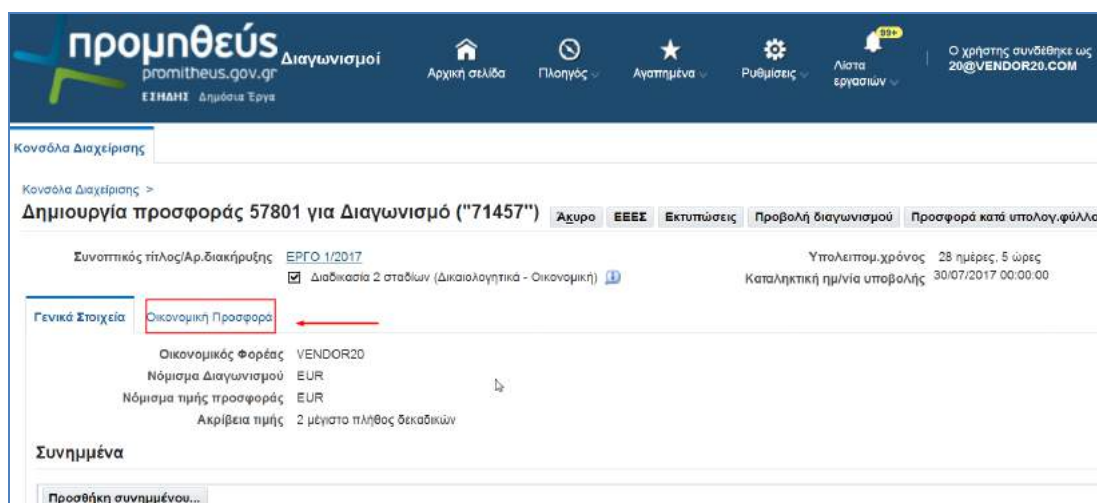 προμηθεύς Διαγωνισμοί
promitheus.gov.gr
ΕΣΗΔΗΣ Δημόσια Έργα
Αρχική σελίδα
Πλοηγός
Αγαπημένα
Ρυθμίσεις
99+
Λίστα
εργασιών
Ο χρήστης συνδέθηκε ως
20@VENDOR20.COM
Κονσόλα Διαχείρισης
Κονσόλα Διαχείρισης >
Δημιουργία προσφοράς 57801 για Διαγωνισμό ("71457") Άκυρο ΕΕΕΣ Εκτυπώσεις Προβολή διαγωνισμού Προσφορά κατά υπολογ.φύλλο
Συνοπτικός τίτλος/Αρ.διακήρυξης ΕΡΓΟ 1/2017 Υπολειπομ.χρόνος 28 ημέρες, 5 ώρες
Διαδικασία 2 σταδίων (Δικαιολογητικά - Οικονομική) Καταληκτική ημ/νία υποβολής 30/07/2017 00:00:00
Γενικά Στοιχεία Οικονομική Προσφορά
Οικονομικός Φορέας VENDOR20
Νόμισμα Διαγωνισμού EUR
Νόμισμα τιμής προσφοράς EUR
Ακρίβεια τιμής 2 μέγιστο πλήθος δεκαδικών
Συνημμένα
Προσθήκη συνημμένου...